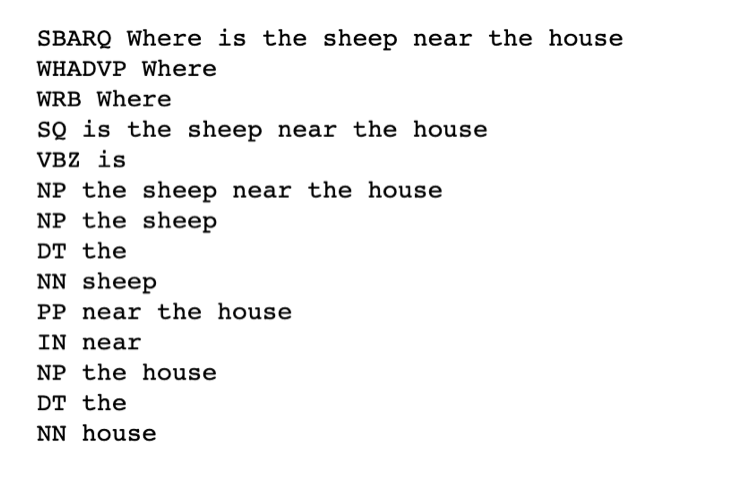 SBARQ Where is the sheep near the house
WHADVP Where
WRB Where
SQ is the sheep near the house
VBZ is
NP the sheep near the house
NP the sheep
DT the
NN sheep
PP near the house
IN near
NP the house
DT the
NN house